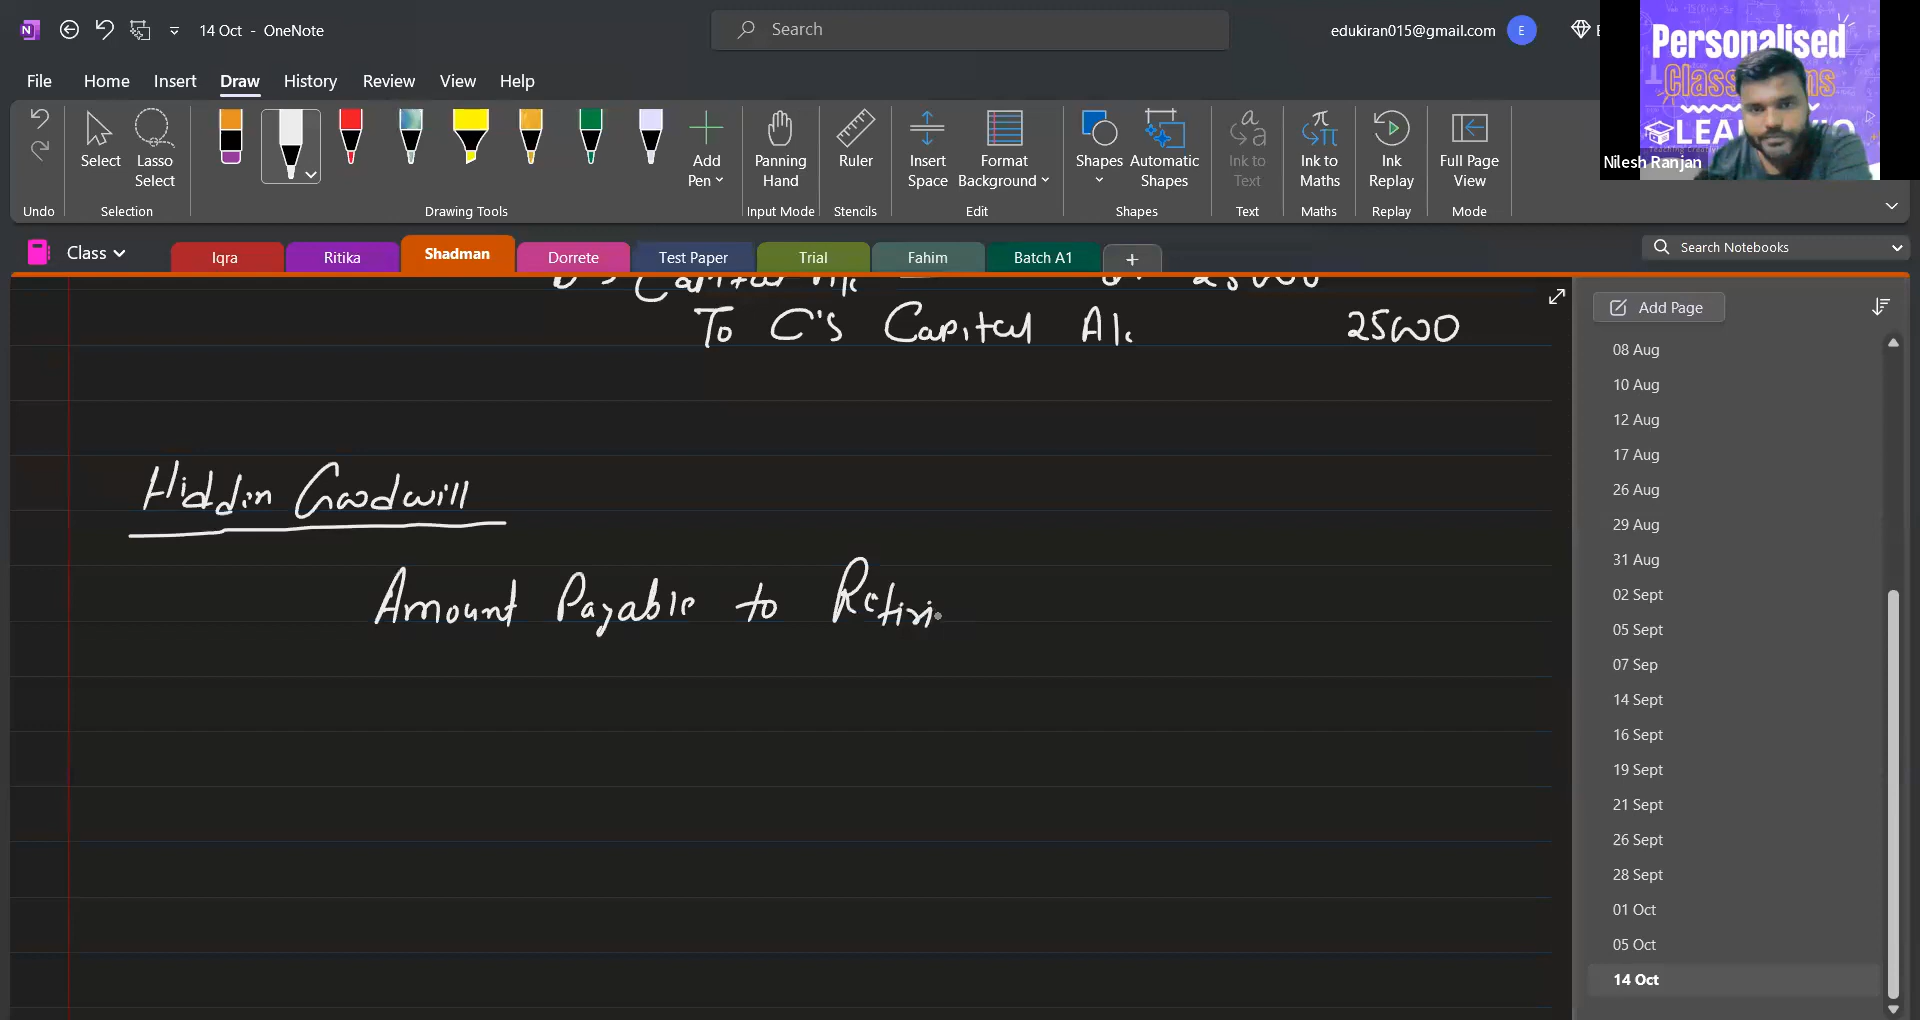 14 Oct - OneNote
Search
edukiran015@gmail.com
E
File Home Insert Draw History Review View Help
Select
Lasso Select
Add Pen
Panning Hand
Ruler
Insert Space
Format Background
Shapes
Automatic Shapes
Ink to Text
Ink to Maths
Ink Replay
Full Page View
Undo Selection Drawing Tools Input Mode Stencils Edit Shapes Text Maths Replay Mode
Personalised
Nilesh Ranjan
Class
Iqra Ritika Shadman Dorrete Test Paper Trial Fahim Batch A1 +
Search Notebooks
Add Page
08 Aug
10 Aug
12 Aug
17 Aug
26 Aug
29 Aug
31 Aug
02 Sept
05 Sept
07 Sep
14 Sept
16 Sept
19 Sept
21 Sept
26 Sept
28 Sept
01 Oct
05 Oct
14 Oct
To C's Capital A/c 25000
Hidden Goodwill
Amount Payable to Retiri